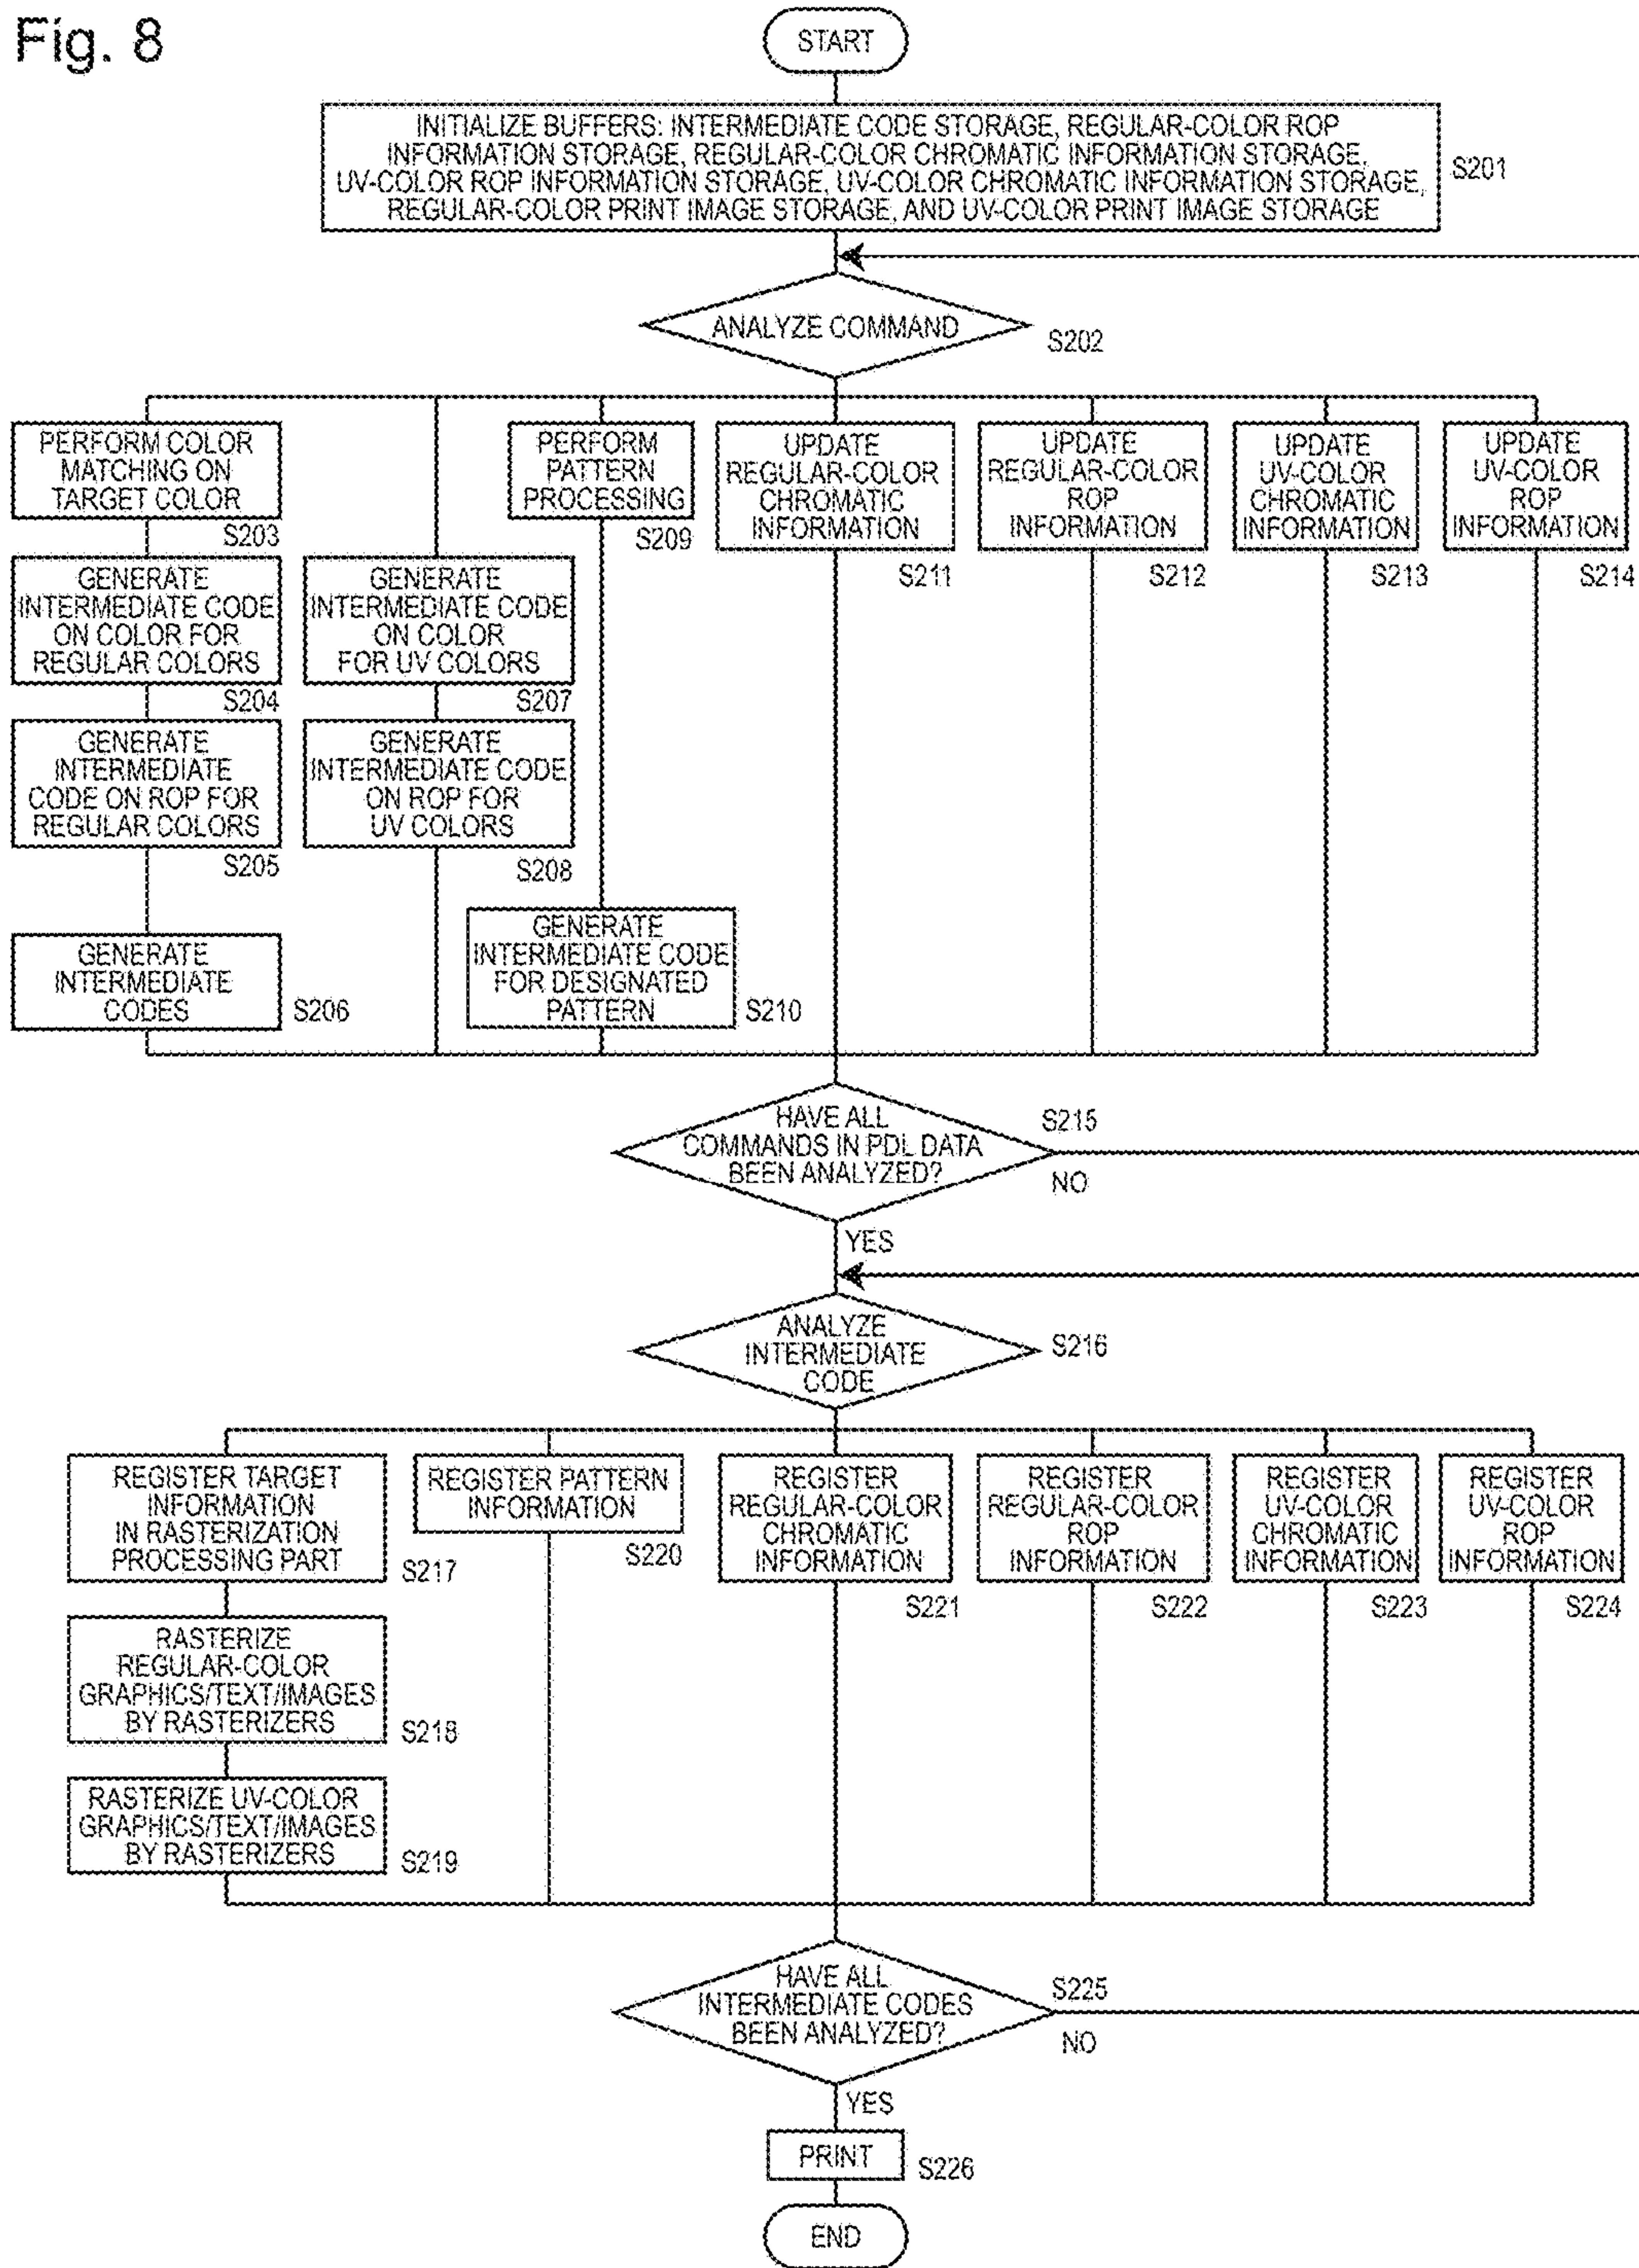 Fig. 8
START
INITIALIZE BUFFERS: INTERMEDIATE CODE STORAGE, REGULAR-COLOR ROP
INFORMATION STORAGE, REGULAR-COLOR CHROMATIC INFORMATION STORAGE,
UV-COLOR ROP INFORMATION STORAGE, UV-COLOR CHROMATIC INFORMATION STORAGE,
REGULAR-COLOR PRINT IMAGE STORAGE, AND UV-COLOR PRINT IMAGE STORAGE
S201
ANALYZE COMMAND
S202
PERFORM COLOR
MATCHING ON
TARGET COLOR
S203
GENERATE
INTERMEDIATE CODE
ON COLOR FOR
REGULAR COLORS
S204
GENERATE
INTERMEDIATE
CODE ON ROP FOR
REGULAR COLORS
S205
GENERATE
INTERMEDIATE
CODES
S206
GENERATE
INTERMEDIATE CODE
ON COLOR
FOR UV COLORS
S207
GENERATE
INTERMEDIATE CODE
ON ROP FOR
UV COLORS
S208
PERFORM
PATTERN
PROCESSING
S209
GENERATE
INTERMEDIATE CODE
FOR DESIGNATED
PATTERN
S210
UPDATE
REGULAR-COLOR
CHROMATIC
INFORMATION
S211
UPDATE
REGULAR-COLOR
ROP
INFORMATION
S212
UPDATE
UV-COLOR
CHROMATIC
INFORMATION
S213
UPDATE
UV-COLOR
ROP
INFORMATION
S214
HAVE ALL
COMMANDS IN PDL DATA
BEEN ANALYZED?
S215
NO
YES
ANALYZE
INTERMEDIATE
CODE
S216
REGISTER TARGET
INFORMATION
IN RASTERIZATION
PROCESSING PART
S217
RASTERIZE
REGULAR-COLOR
GRAPHICS/TEXT/IMAGES
BY RASTERIZERS
S218
RASTERIZE UV-COLOR
GRAPHICS/TEXT/IMAGES
BY RASTERIZERS
S219
REGISTER PATTERN
INFORMATION
S220
REGISTER
REGULAR-COLOR
CHROMATIC
INFORMATION
S221
REGISTER
REGULAR-COLOR
ROP
INFORMATION
S222
REGISTER
UV-COLOR
CHROMATIC
INFORMATION
S223
REGISTER
UV-COLOR
ROP
INFORMATION
S224
HAVE ALL
INTERMEDIATE CODES
BEEN ANALYZED?
S225
NO
YES
PRINT
S226
END